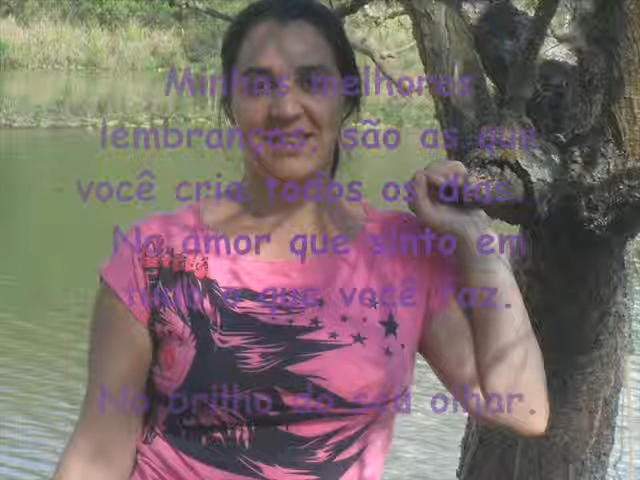 Minhas melhores
lembranças, são as que
você cria todos os dias...
No amor que sinto em
tudo o que você faz.
No brilho do seu olhar.